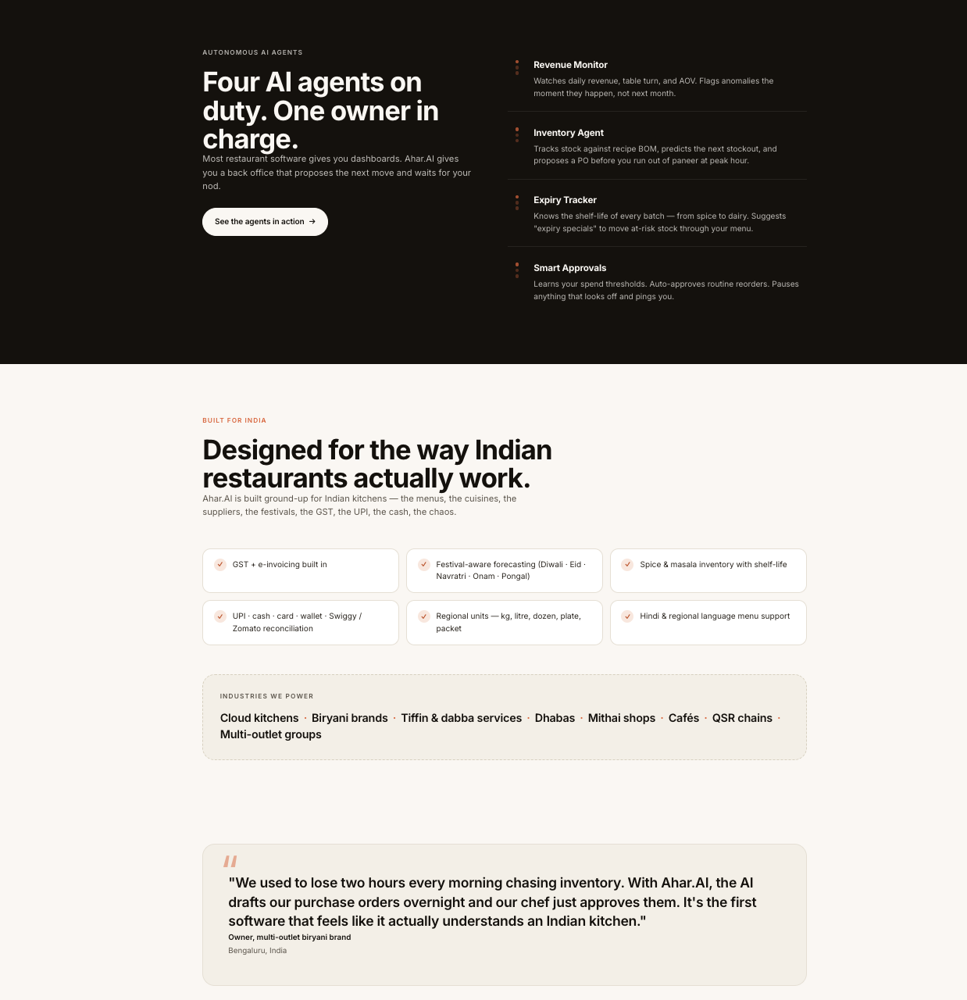 AUTONOMOUS AI AGENTS
Four AI agents on
duty. One owner in
charge.
Most restaurant software gives you dashboards. Ahar.AI gives
you a back office that proposes the next move and waits for your
nod.
See the agents in action →
Revenue Monitor
Watches daily revenue, table turn, and AOV. Flags anomalies the
moment they happen, not next month.
Inventory Agent
Tracks stock against recipe BOM, predicts the next stockout, and
proposes a PO before you run out of paneer at peak hour.
Expiry Tracker
Knows the shelf-life of every batch — from spice to dairy. Suggests
"expiry specials" to move at-risk stock through your menu.
Smart Approvals
Learns your spend thresholds. Auto-approves routine reorders. Pauses
anything that looks off and pings you.
BUILT FOR INDIA
Designed for the way Indian
restaurants actually work.
Ahar.AI is built ground-up for Indian kitchens — the menus, the cuisines, the
suppliers, the festivals, the GST, the UPI, the cash, the chaos.
GST + e-invoicing built in
Festival-aware forecasting (Diwali · Eid ·
Navratri · Onam · Pongal)
Spice & masala inventory with shelf-life
UPI · cash · card · wallet · Swiggy /
Zomato reconciliation
Regional units — kg, litre, dozen, plate,
packet
Hindi & regional language menu support
INDUSTRIES WE POWER
Cloud kitchens · Biryani brands · Tiffin & dabba services · Dhabas · Mithai shops · Cafés · QSR chains ·
Multi-outlet groups
"
"We used to lose two hours every morning chasing inventory. With Ahar.AI, the AI
drafts our purchase orders overnight and our chef just approves them. It's the first
software that feels like it actually understands an Indian kitchen."
Owner, multi-outlet biryani brand
Bengaluru, India